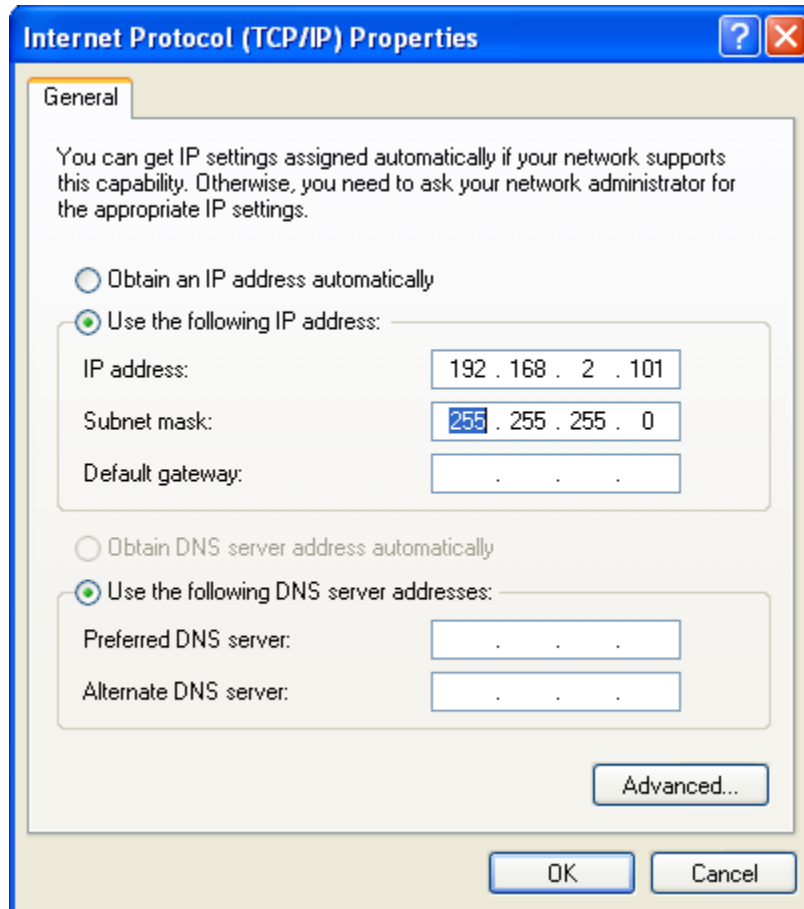 Internet Protocol (TCP/IP) Properties
General
You can get IP settings assigned automatically if your network supports
this capability. Otherwise, you need to ask your network administrator for
the appropriate IP settings.
Obtain an IP address automatically
Use the following IP address:
IP address: 192 . 168 . 2 . 101
Subnet mask: 255 . 255 . 255 . 0
Default gateway: . . .
Obtain DNS server address automatically
Use the following DNS server addresses:
Preferred DNS server: . . .
Alternate DNS server: . . .
Advanced...
OK Cancel